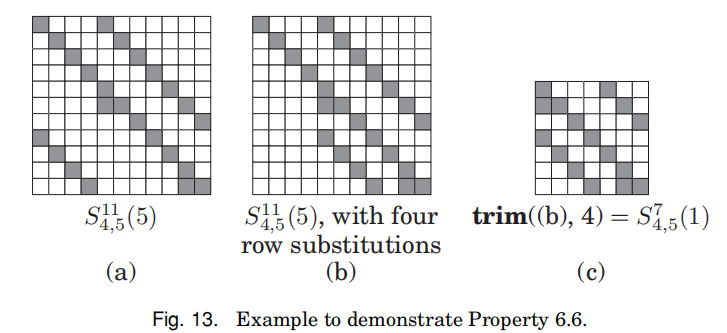 S^{11}_{4,5}(5)
S^{11}_{4,5}(5), with four
row substitutions
trim((b), 4) = S^{7}_{4,5}(1)
(a)
(b)
(c)
Fig. 13. Example to demonstrate Property 6.6.